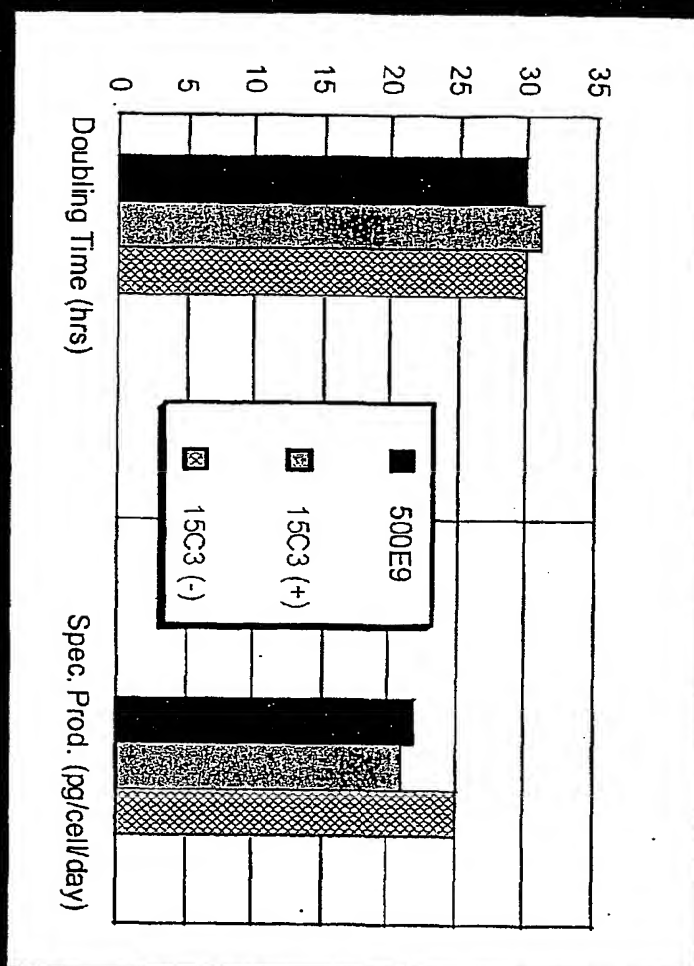 35
30
25
20
15
10
5
0
500E9
15C3 (+)
15C3 (-)
Doubling Time (hrs)
Spec. Prod. (pg/cell/day)